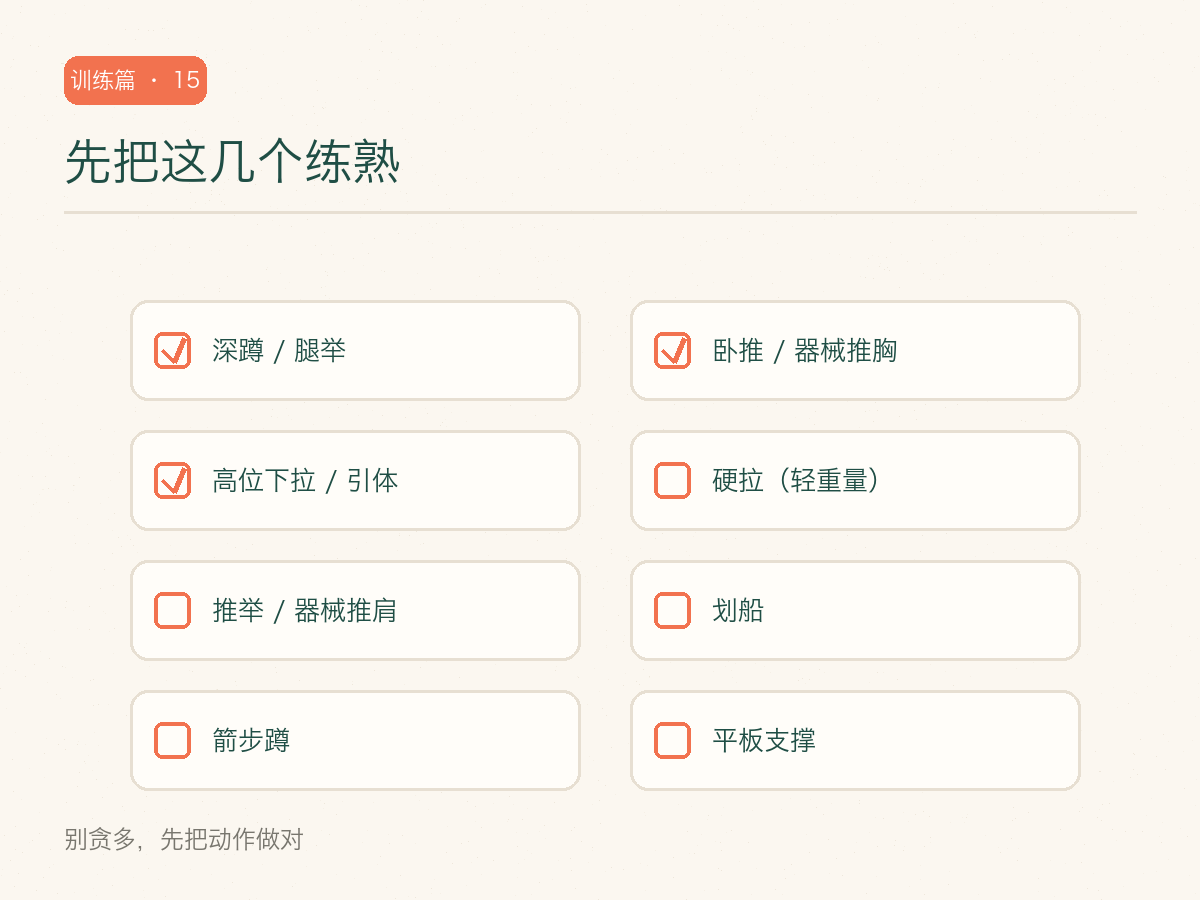 训练篇 · 15
先把这几个练熟
深蹲 / 腿举
卧推 / 器械推胸
高位下拉 / 引体
硬拉（轻重量）
推举 / 器械推肩
划船
箭步蹲
平板支撑
别贪多，先把动作做对